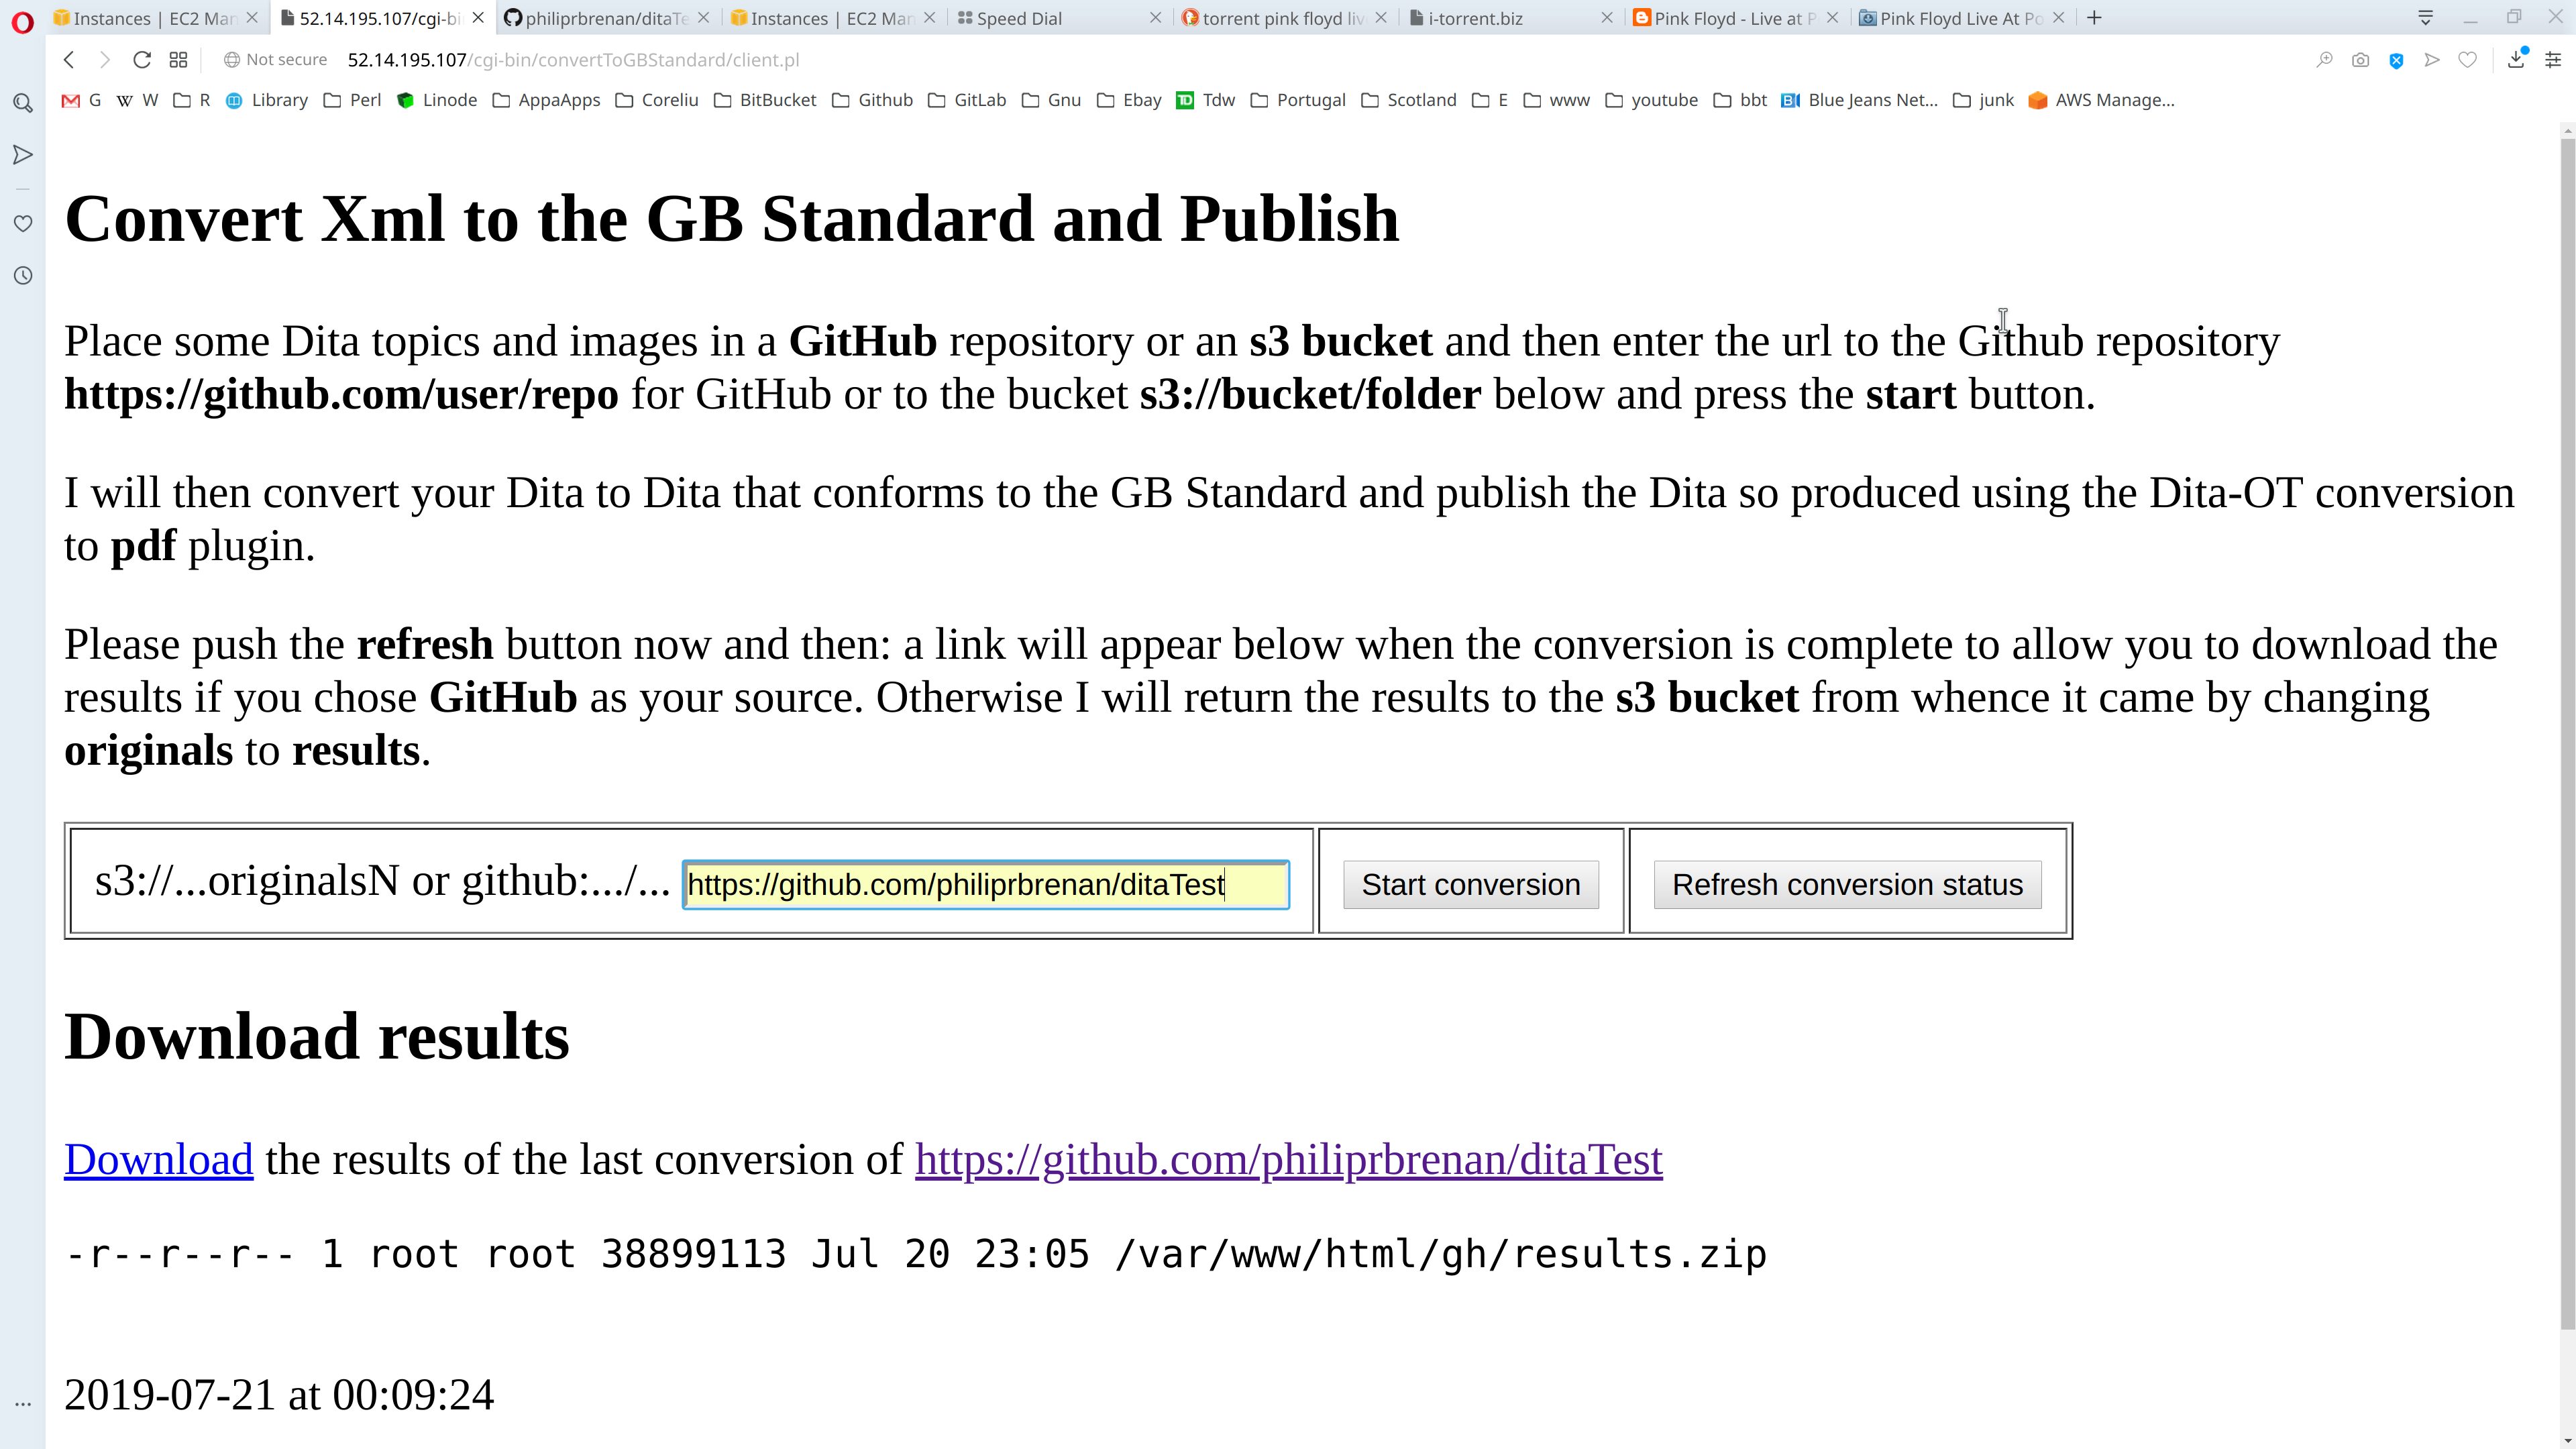 Instances | EC2 Man
52.14.195.107/cgi-bi
philiprbrenan/ditaTe
Instances | EC2 Man
Speed Dial
torrent pink floyd liv
i-torrent.biz
Pink Floyd - Live at P
Pink Floyd Live At Po
Not secure 52.14.195.107/cgi-bin/convertToGBStandard/client.pl
G W R Library Perl Linode AppaApps Coreliu BitBucket Github GitLab Gnu Ebay Tdw Portugal Scotland E www youtube bbt Blue Jeans Net... junk AWS Manage...
Convert Xml to the GB Standard and Publish
Place some Dita topics and images in a GitHub repository or an s3 bucket and then enter the url to the Github repository
https://github.com/user/repo for GitHub or to the bucket s3://bucket/folder below and press the start button.
I will then convert your Dita to Dita that conforms to the GB Standard and publish the Dita so produced using the Dita-OT conversion
to pdf plugin.
Please push the refresh button now and then: a link will appear below when the conversion is complete to allow you to download the
results if you chose GitHub as your source. Otherwise I will return the results to the s3 bucket from whence it came by changing
originals to results.
s3://...originalsN or github:.../... https://github.com/philiprbrenan/ditaTest Start conversion Refresh conversion status
Download results
Download the results of the last conversion of https://github.com/philiprbrenan/ditaTest
-r--r--r-- 1 root root 38899113 Jul 20 23:05 /var/www/html/gh/results.zip
2019-07-21 at 00:09:24